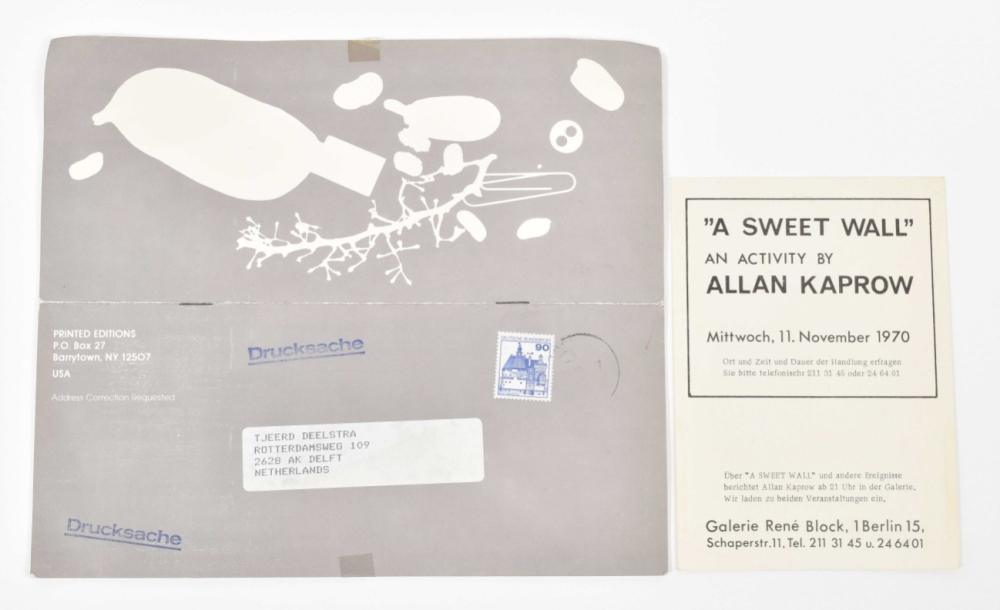 PRINTED EDITIONS
P.O. Box 27
Barrytown, NY 12507
USA
Address Correction Requested
Drucksache
DEUTSCHE BUNDESPOST
90
TJEERD DEELSTRA
ROTTERDAMSWEG 109
2628 AK DELFT
NETHERLANDS
Drucksache
"A SWEET WALL"
AN ACTIVITY BY
ALLAN KAPROW
Mittwoch, 11. November 1970
Ort und Zeit und Dauer der Handlung erfragen
Sie bitte telefonisch: 211 31 45 oder 24 64 01
Über "A SWEET WALL" und andere Ereignisse
berichtet Allan Kaprow ab 21 Uhr in der Galerie.
Wir laden zu beiden Veranstaltungen ein.
Galerie René Block, 1 Berlin 15,
Schaperstr. 11, Tel. 211 31 45 u. 24 64 01